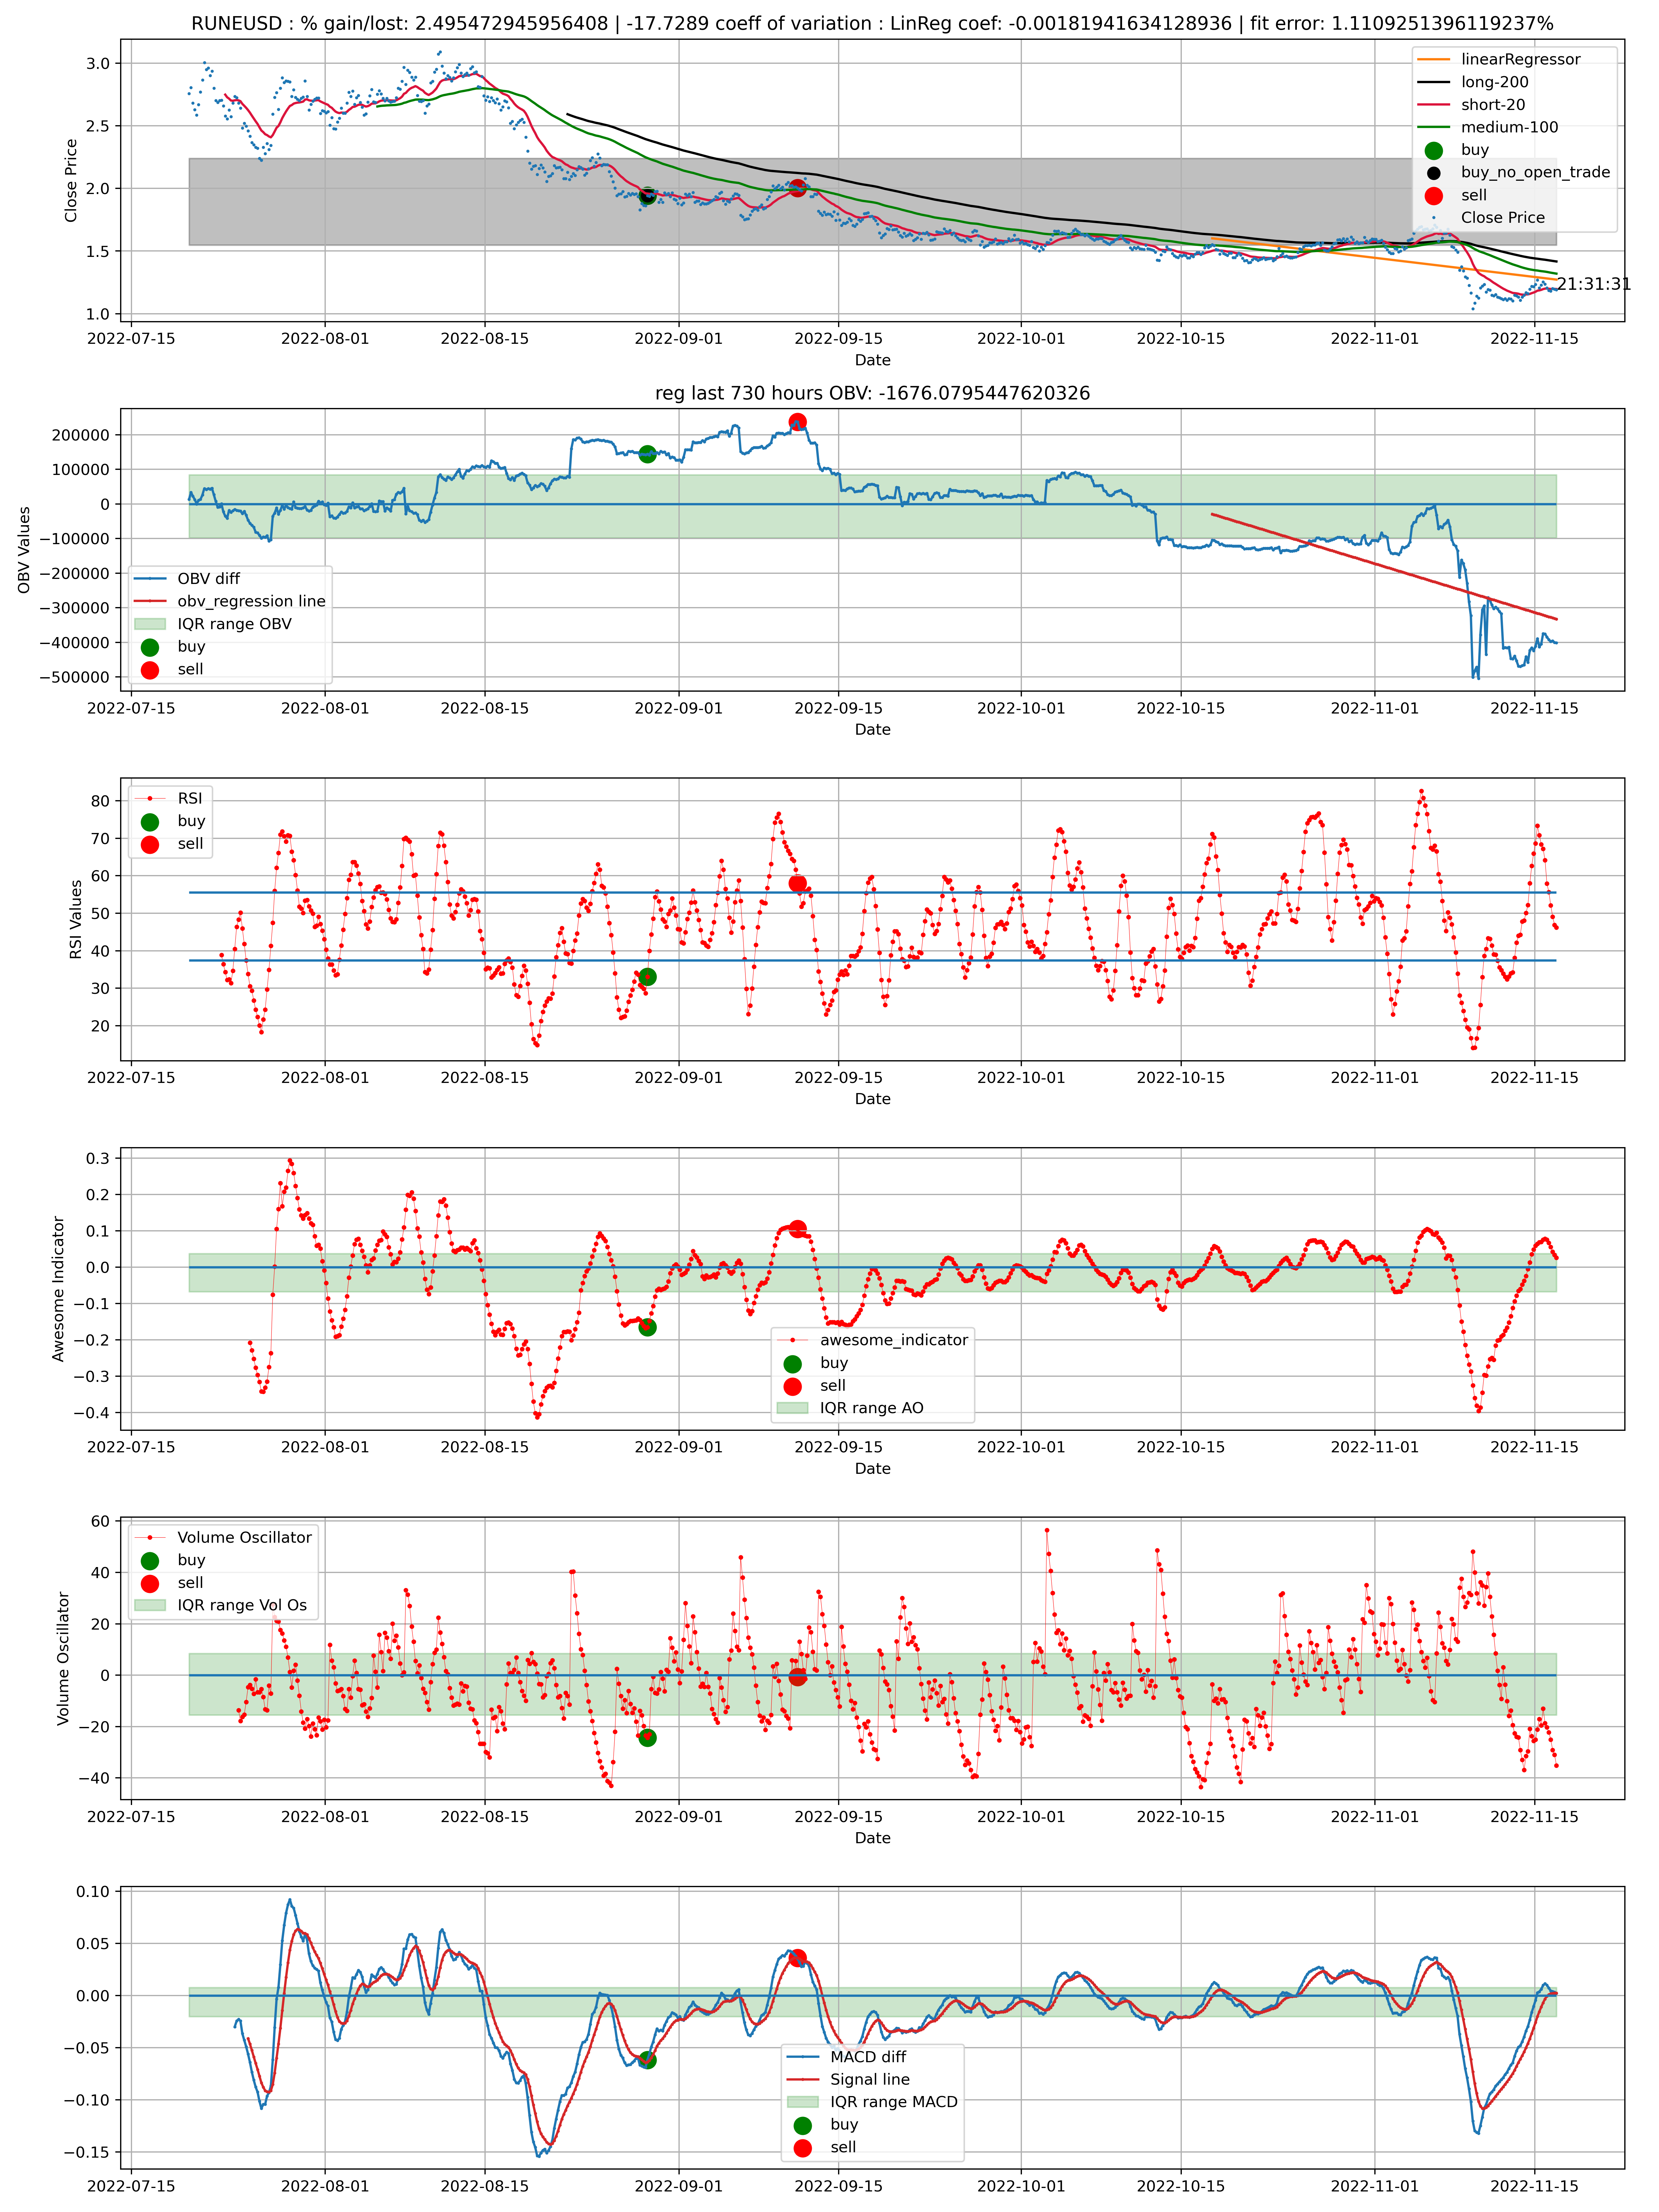 RUNEUSD : % gain/lost: 2.495472945956408 | -17.7289 coeff of variation : LinReg coef: -0.00181941634128936 | fit error: 1.1109251396119237%
Close Price
3.0
2.5
2.0
1.5
1.0
linearRegressor
long-200
short-20
medium-100
buy
buy_no_open_trade
sell
Close Price
21:31:31
2022-07-15 2022-08-01 2022-08-15 2022-09-01 2022-09-15 2022-10-01 2022-10-15 2022-11-01 2022-11-15
Date
reg last 730 hours OBV: -1676.0795447620326
OBV Values
200000
100000
0
−100000
−200000
−300000
−400000
−500000
OBV diff
obv_regression line
IQR range OBV
buy
sell
2022-07-15 2022-08-01 2022-08-15 2022-09-01 2022-09-15 2022-10-01 2022-10-15 2022-11-01 2022-11-15
Date
RSI Values
80
70
60
50
40
30
20
RSI
buy
sell
2022-07-15 2022-08-01 2022-08-15 2022-09-01 2022-09-15 2022-10-01 2022-10-15 2022-11-01 2022-11-15
Date
Awesome Indicator
0.3
0.2
0.1
0.0
−0.1
−0.2
−0.3
−0.4
awesome_indicator
buy
sell
IQR range AO
2022-07-15 2022-08-01 2022-08-15 2022-09-01 2022-09-15 2022-10-01 2022-10-15 2022-11-01 2022-11-15
Date
Volume Oscillator
60
40
20
0
−20
−40
Volume Oscillator
buy
sell
IQR range Vol Os
2022-07-15 2022-08-01 2022-08-15 2022-09-01 2022-09-15 2022-10-01 2022-10-15 2022-11-01 2022-11-15
Date
0.10
0.05
0.00
−0.05
−0.10
−0.15
MACD diff
Signal line
IQR range MACD
buy
sell
2022-07-15 2022-08-01 2022-08-15 2022-09-01 2022-09-15 2022-10-01 2022-10-15 2022-11-01 2022-11-15